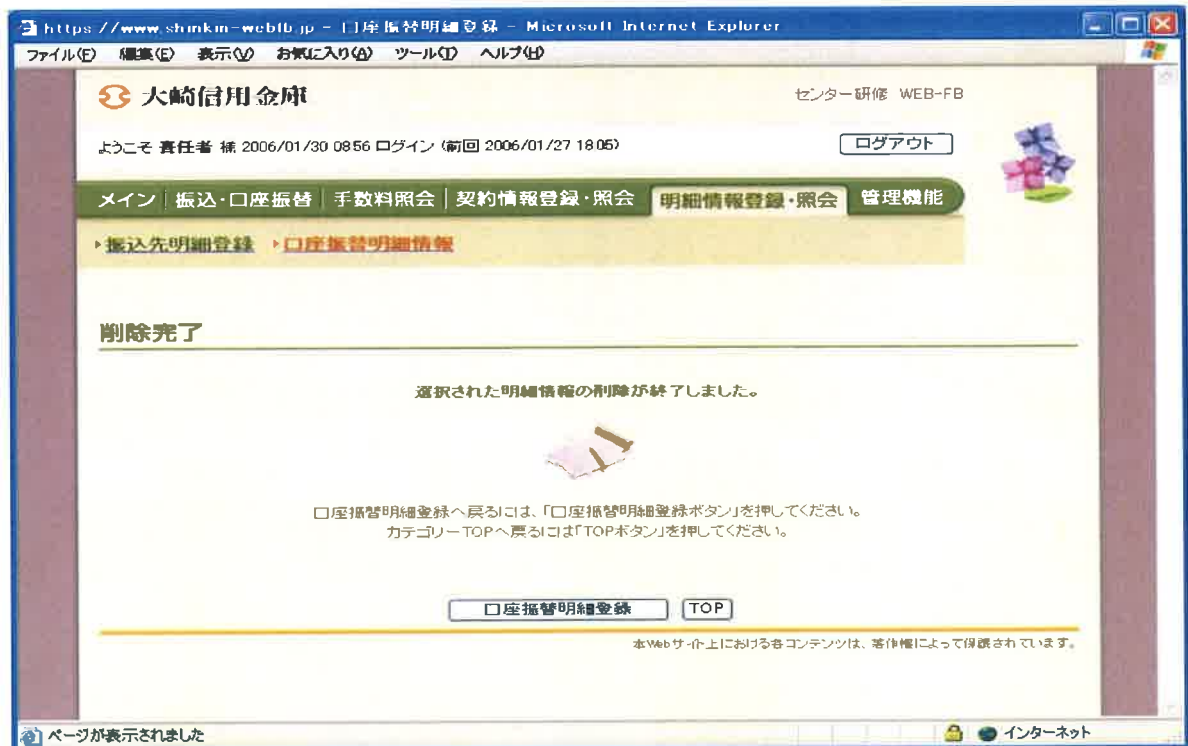 https://www.shinkin-webfb.jp - 口座振替明細登録 - Microsoft Internet Explorer
ファイル(F) 編集(E) 表示(V) お気に入り(A) ツール(T) ヘルプ(H)
大崎信用金庫
センター研修 WEB-FB
ようこそ 責任者 様 2006/01/30 08:56 ログイン (前回 2006/01/27 18:05)
ログアウト
メイン 振込・口座振替 手数料照会 契約情報登録・照会 明細情報登録・照会 管理機能
振込先明細登録 口座振替明細情報
削除完了
選択された明細情報の削除が終了しました。
口座振替明細登録へ戻るには、「口座振替明細登録ボタン」を押してください。
カテゴリーTOPへ戻るには「TOPボタン」を押してください。
口座振替明細登録 TOP
本Webサイト上における各コンテンツは、著作権によって保護されています。
ページが表示されました
インターネット